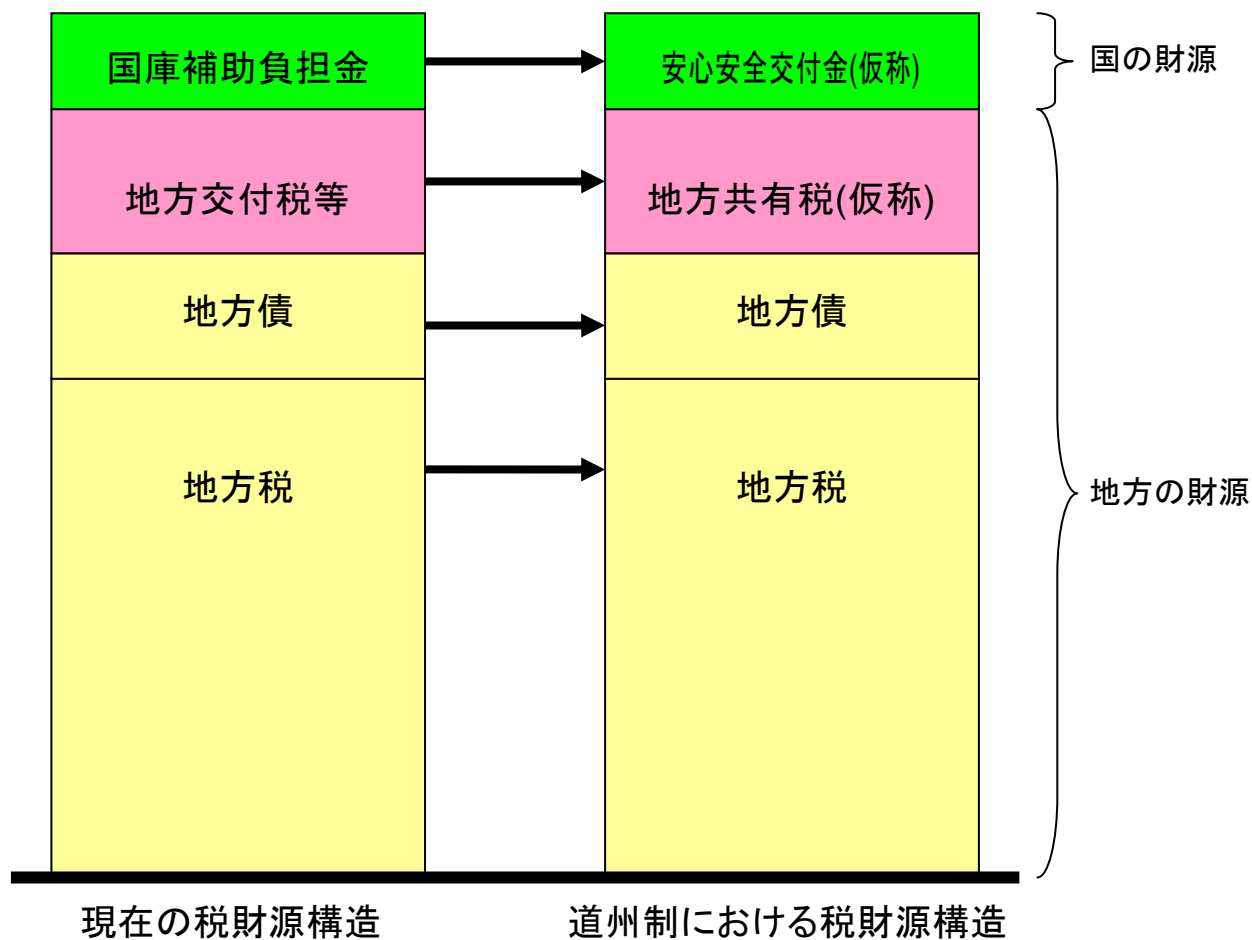 国庫補助負担金
安心安全交付金(仮称)
国の財源
地方交付税等
地方共有税(仮称)
地方債
地方債
地方税
地方税
地方の財源
現在の税財源構造
道州制における税財源構造